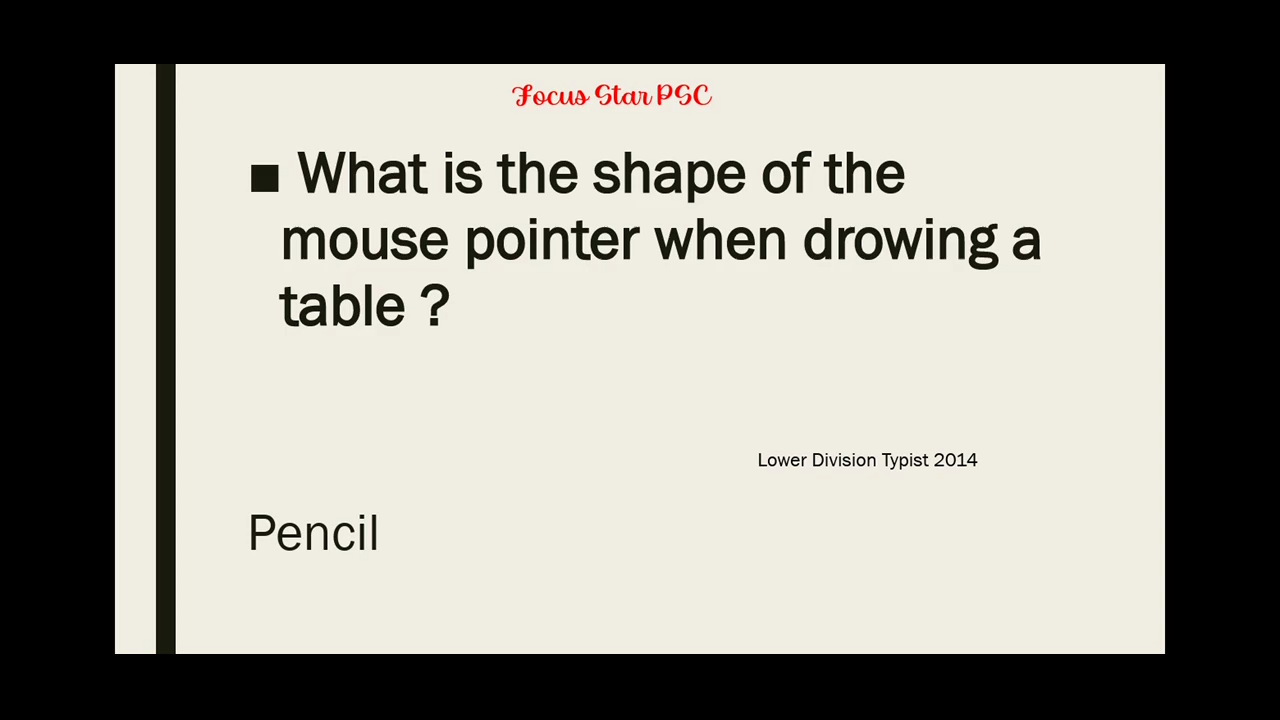 Focus Star PSC
■ What is the shape of the
mouse pointer when drowing a
table ?
Lower Division Typist 2014
Pencil